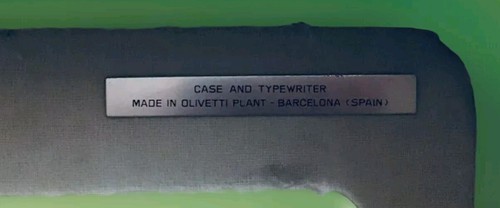 CASE AND TYPEWRITER
MADE IN OLIVETTI PLANT - BARCELONA (SPAIN)